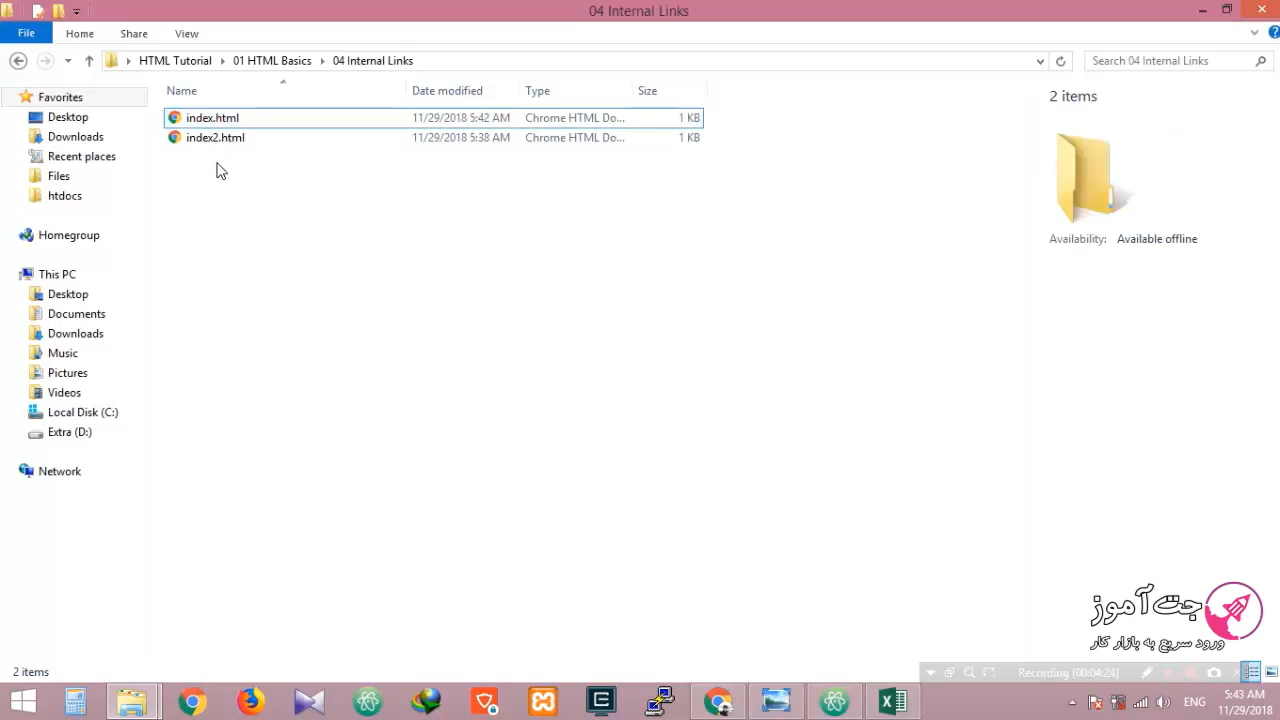 04 Internal Links
File Home Share View
HTML Tutorial 01 HTML Basics 04 Internal Links
Search 04 Internal Links
Name Date modified Type Size
index.html 11/29/2018 5:42 AM Chrome HTML Do... 1 KB
index2.html 11/29/2018 5:38 AM Chrome HTML Do... 1 KB
Favorites
Desktop
Downloads
Recent places
Files
htdocs
Homegroup
This PC
Desktop
Documents
Downloads
Music
Pictures
Videos
Local Disk (C:)
Extra (D:)
Network
2 items
Availability: Available offline
جت آموز
ورود سریع به بازار کار
2 items
Recording [00:04:28]
ENG
5:43 AM
11/29/2018